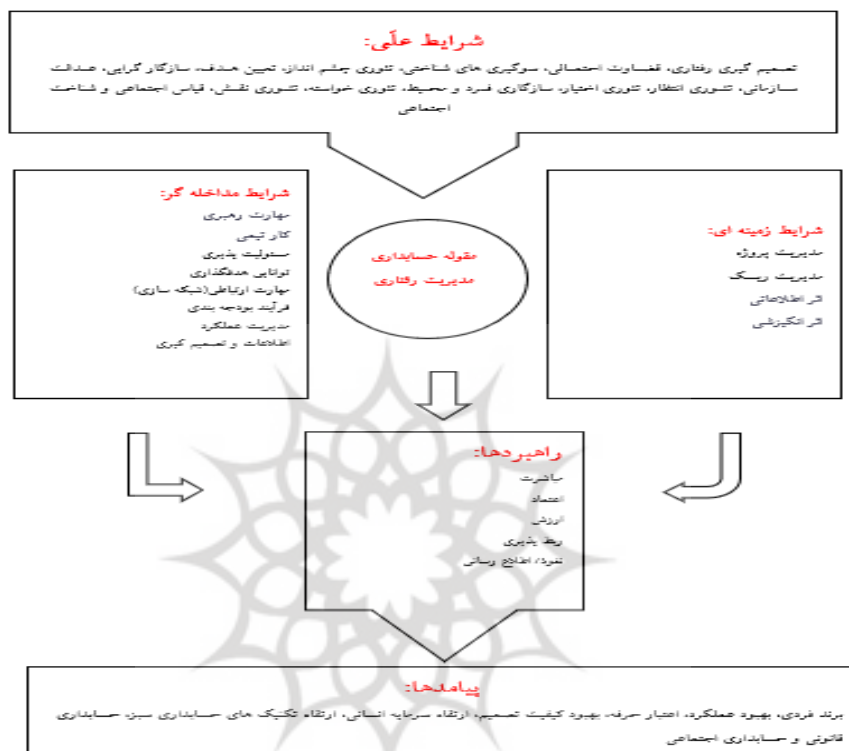 شرایط علّی:
تصمیم گیری رفتاری، قضاوت احتمالی، سوگیری های شناختی، تئوری چشم انداز، تعیین هدف، سازگار گرایی، عدالت
سازمانی، تئوری انتظار، تئوری اختیار، سازگاری فرد و محیط، تئوری خواسته، تئوری نقش، قیاس اجتماعی و شناخت
اجتماعی
شرایط مداخله گر:
مهارت رهبری
کار تیمی
مسئولیت پذیری
توانایی هدفگذاری
مهارت ارتباطی(شبکه سازی)
فرآیند بودجه بندی
مدیریت عملکرد
اطلاعات و تصمیم گیری
مقوله حسابداری
مدیریت رفتاری
شرایط زمینه ای:
مدیریت پروژه
مدیریت ریسک
اثر اطلاعاتی
اثر انگیزشی
راهبردها:
مباشرت
اعتماد
ارزش
ربط پذیری
نفوذ/ اطلاع رسانی
پیامدها:
برند فردی، بهبود عملکرد، اعتبار حرفه، بهبود کیفیت تصمیم، ارتقاء سرمایه انسانی، ارتقاء تکنیک های حسابداری سبز، حسابداری
قانونی و حسابداری اجتماعی